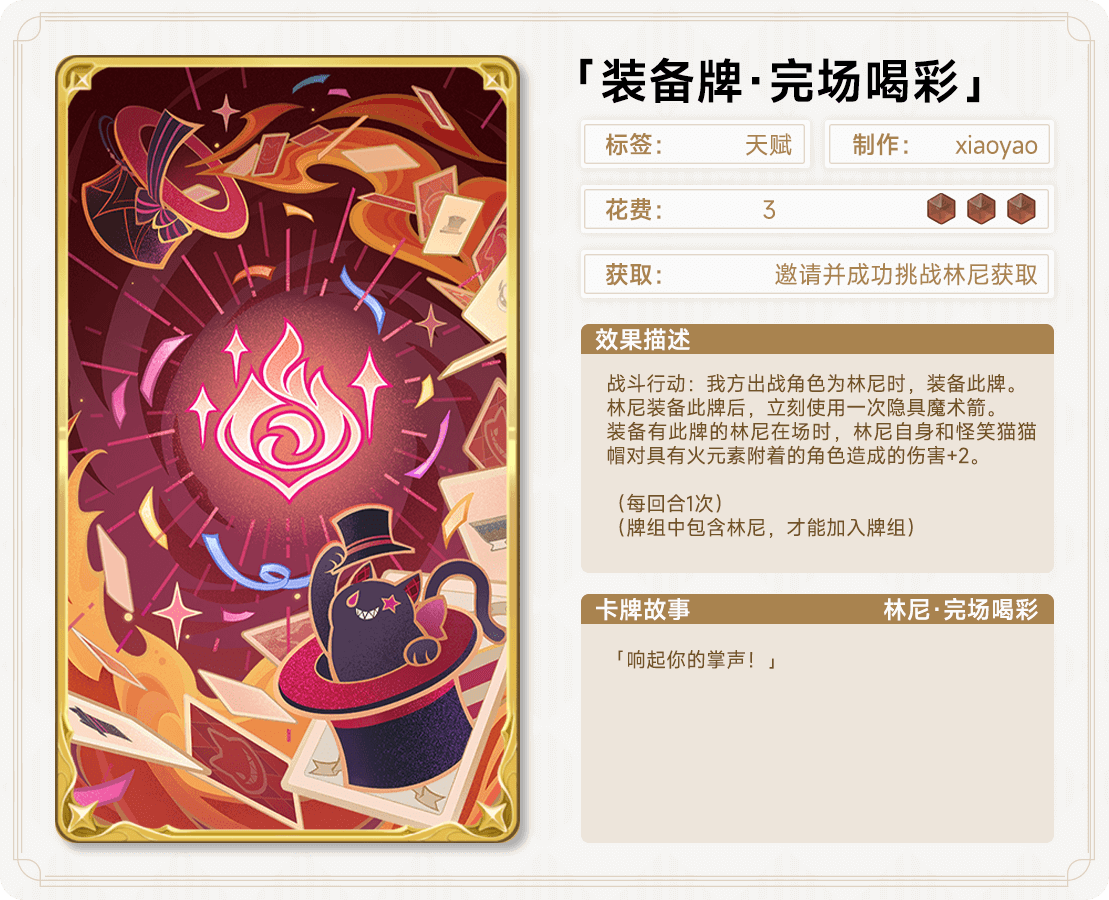 「装备牌·完场喝彩」
标签： 天赋 制作： xiaoyao
花费： 3
获取： 邀请并成功挑战林尼获取
效果描述
战斗行动：我方出战角色为林尼时，装备此牌。
林尼装备此牌后，立刻使用一次隐具魔术箭。
装备有此牌的林尼在场时，林尼自身和怪笑猫猫
帽对具有火元素附着的角色造成的伤害+2。
（每回合1次）
（牌组中包含林尼，才能加入牌组）
卡牌故事 林尼·完场喝彩
「响起你的掌声！」